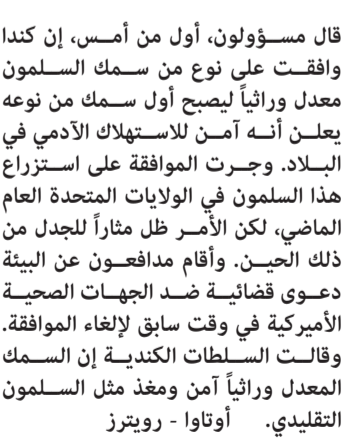 قال مسؤولون، أول من أمس، إن كندا
وافقت على نوع من سمك السلمون
معدل وراثياً ليصبح أول سمك من نوعه
يعلن أنه آمن للاستهلاك الآدمي في
البلاد. وجرت الموافقة على استزراع
هذا السلمون في الولايات المتحدة العام
الماضي، لكن الأمر ظل مثاراً للجدل من
ذلك الحين. وأقام مدافعون عن البيئة
دعوى قضائية ضد الجهات الصحية
الأميركية في وقت سابق لإلغاء الموافقة.
وقالت السلطات الكندية إن السمك
المعدل وراثياً آمن ومغذ مثل السلمون
التقليدي. أوتاوا - رويترز